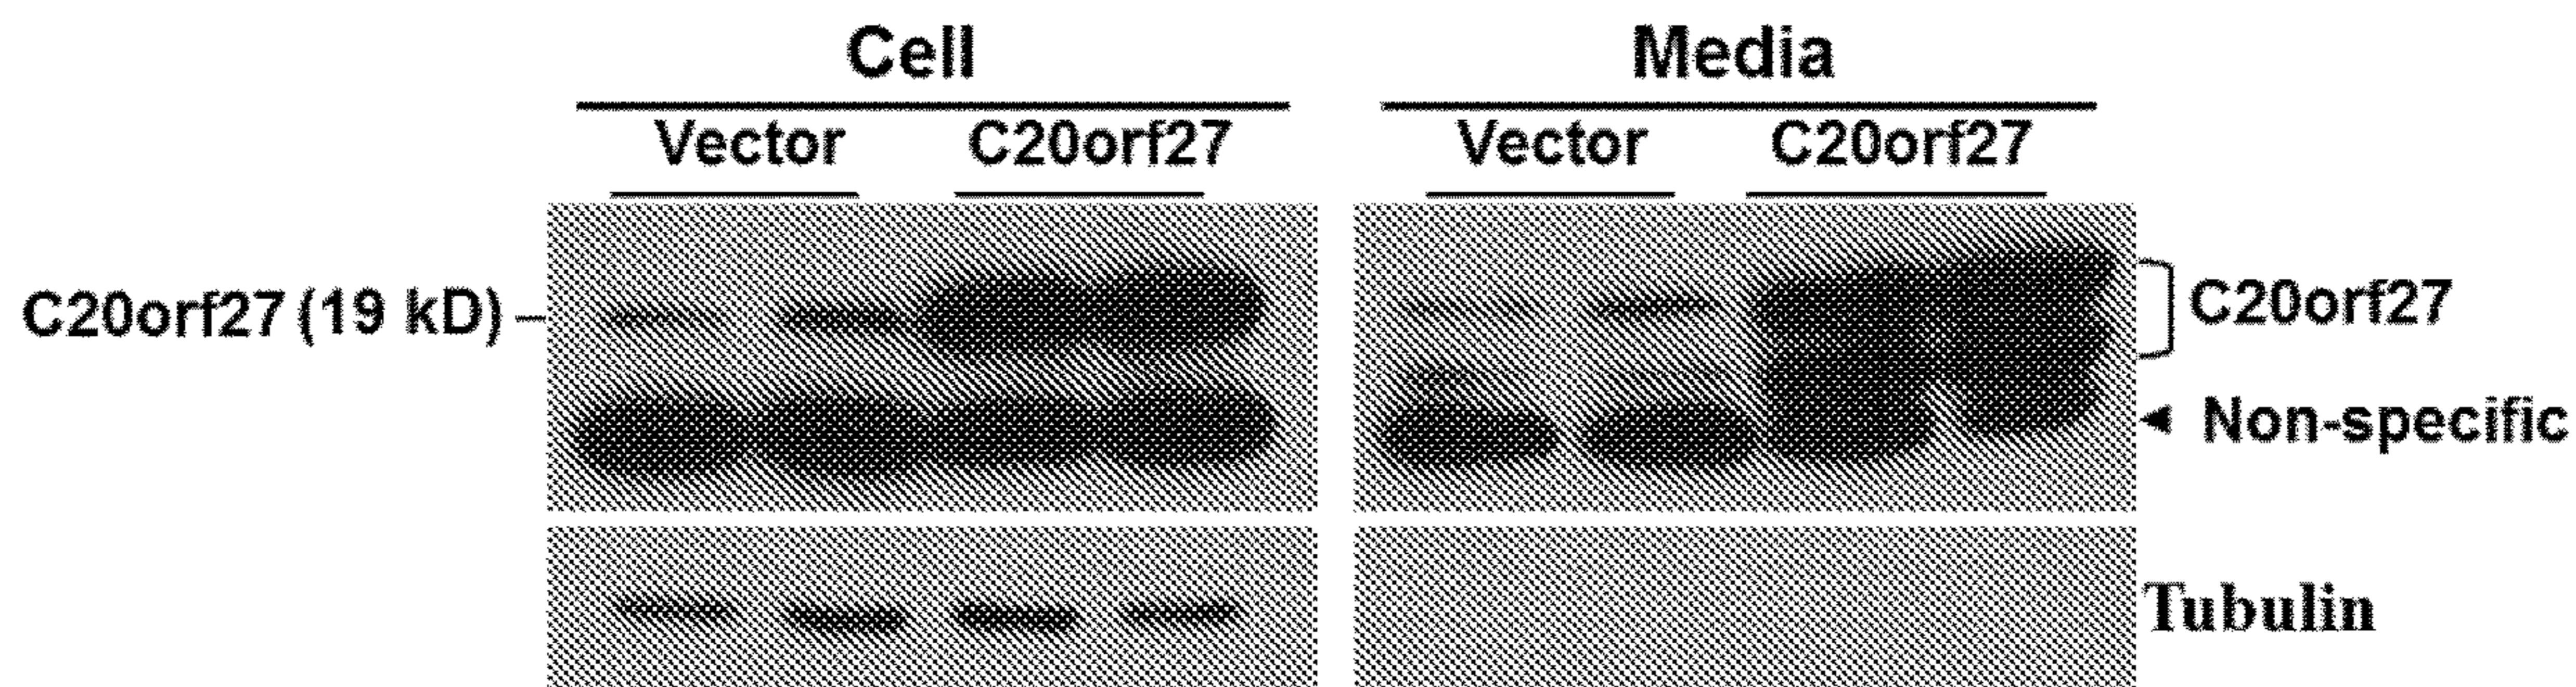 Cell Media
Vector C20orf27 Vector C20orf27
C20orf27 (19 kD)
C20orf27
Non-specific
Tubulin